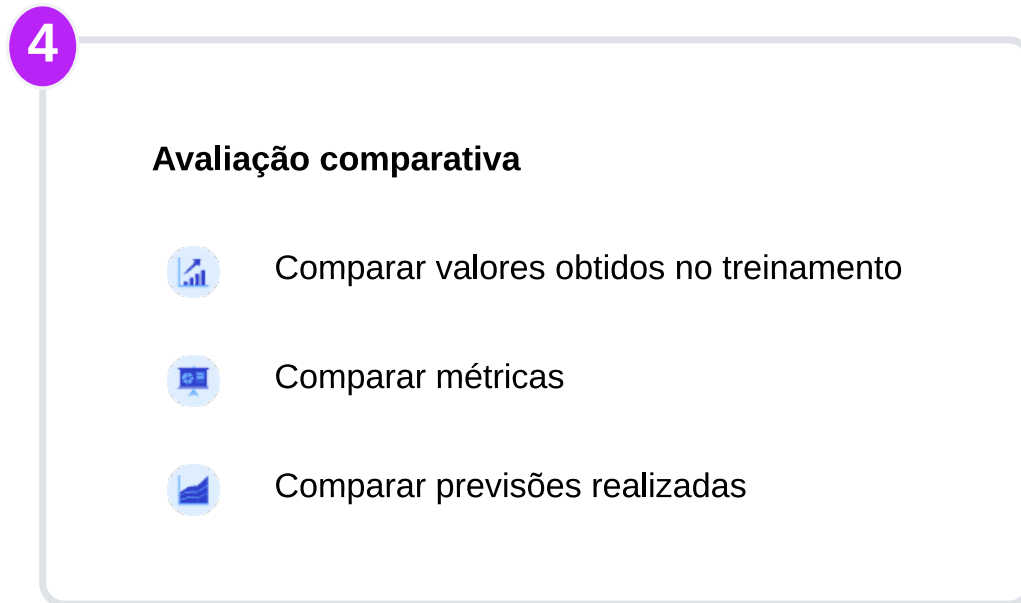 4
Avaliação comparativa
Comparar valores obtidos no treinamento
Comparar métricas
Comparar previsões realizadas